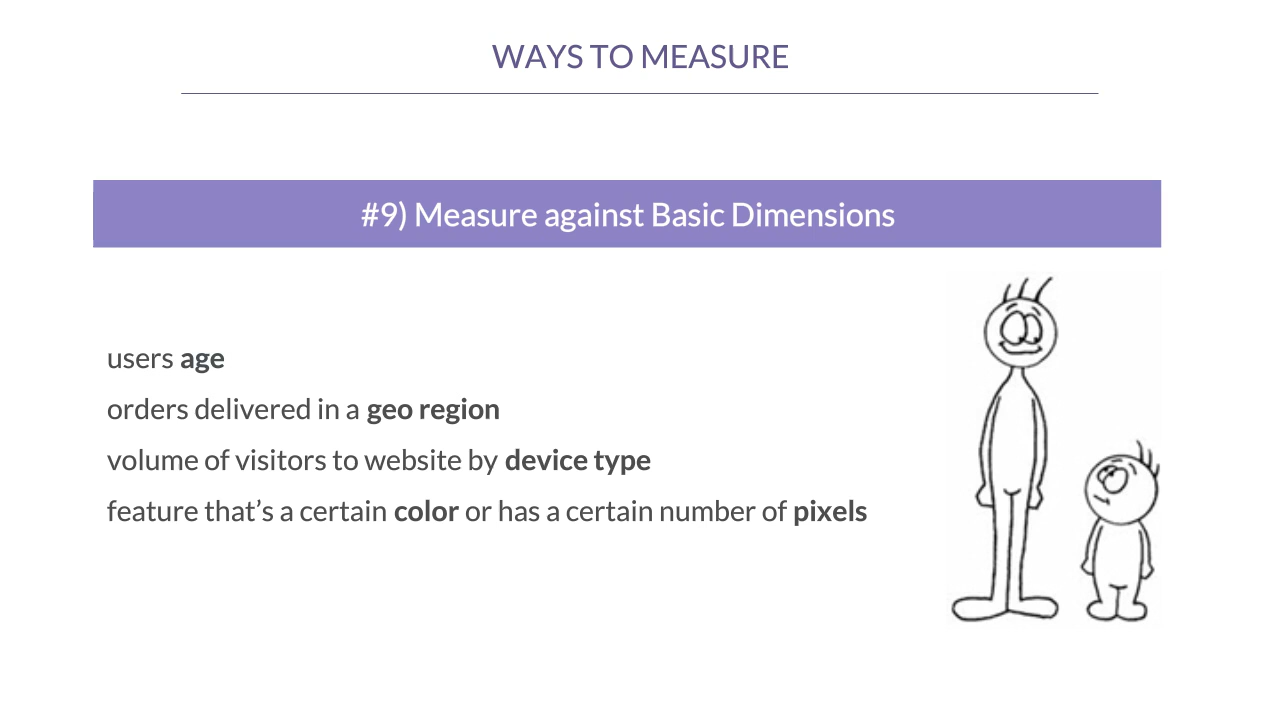 WAYS TO MEASURE
#9) Measure against Basic Dimensions
users age
orders delivered in a geo region
volume of visitors to website by device type
feature that’s a certain color or has a certain number of pixels